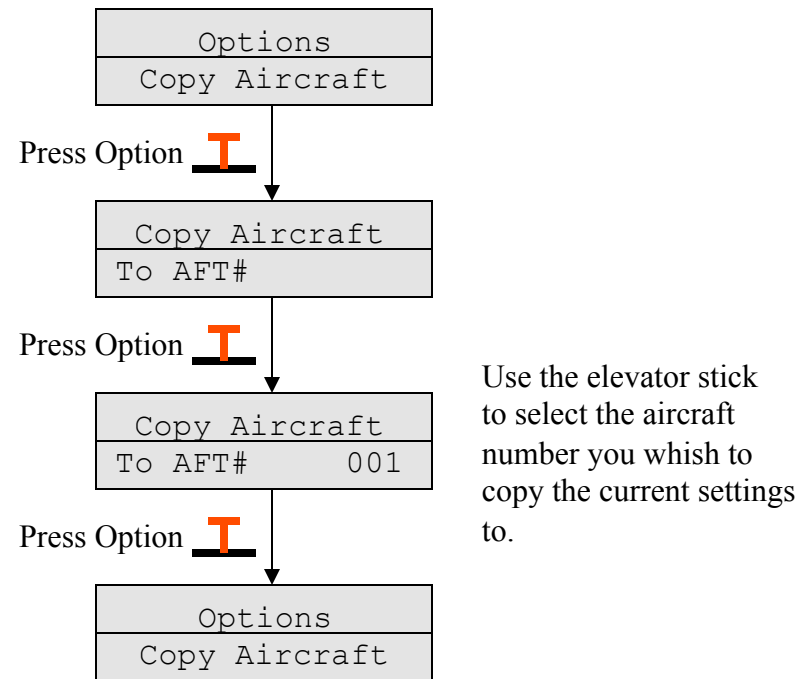 Options
Copy Aircraft
Press Option
Copy Aircraft
To AFT#
Press Option
Copy Aircraft
To AFT# 001
Use the elevator stick
to select the aircraft
number you whish to
copy the current settings
to.
Press Option
Options
Copy Aircraft